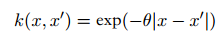 k(x, x′) = exp(−θ|x − x′|)